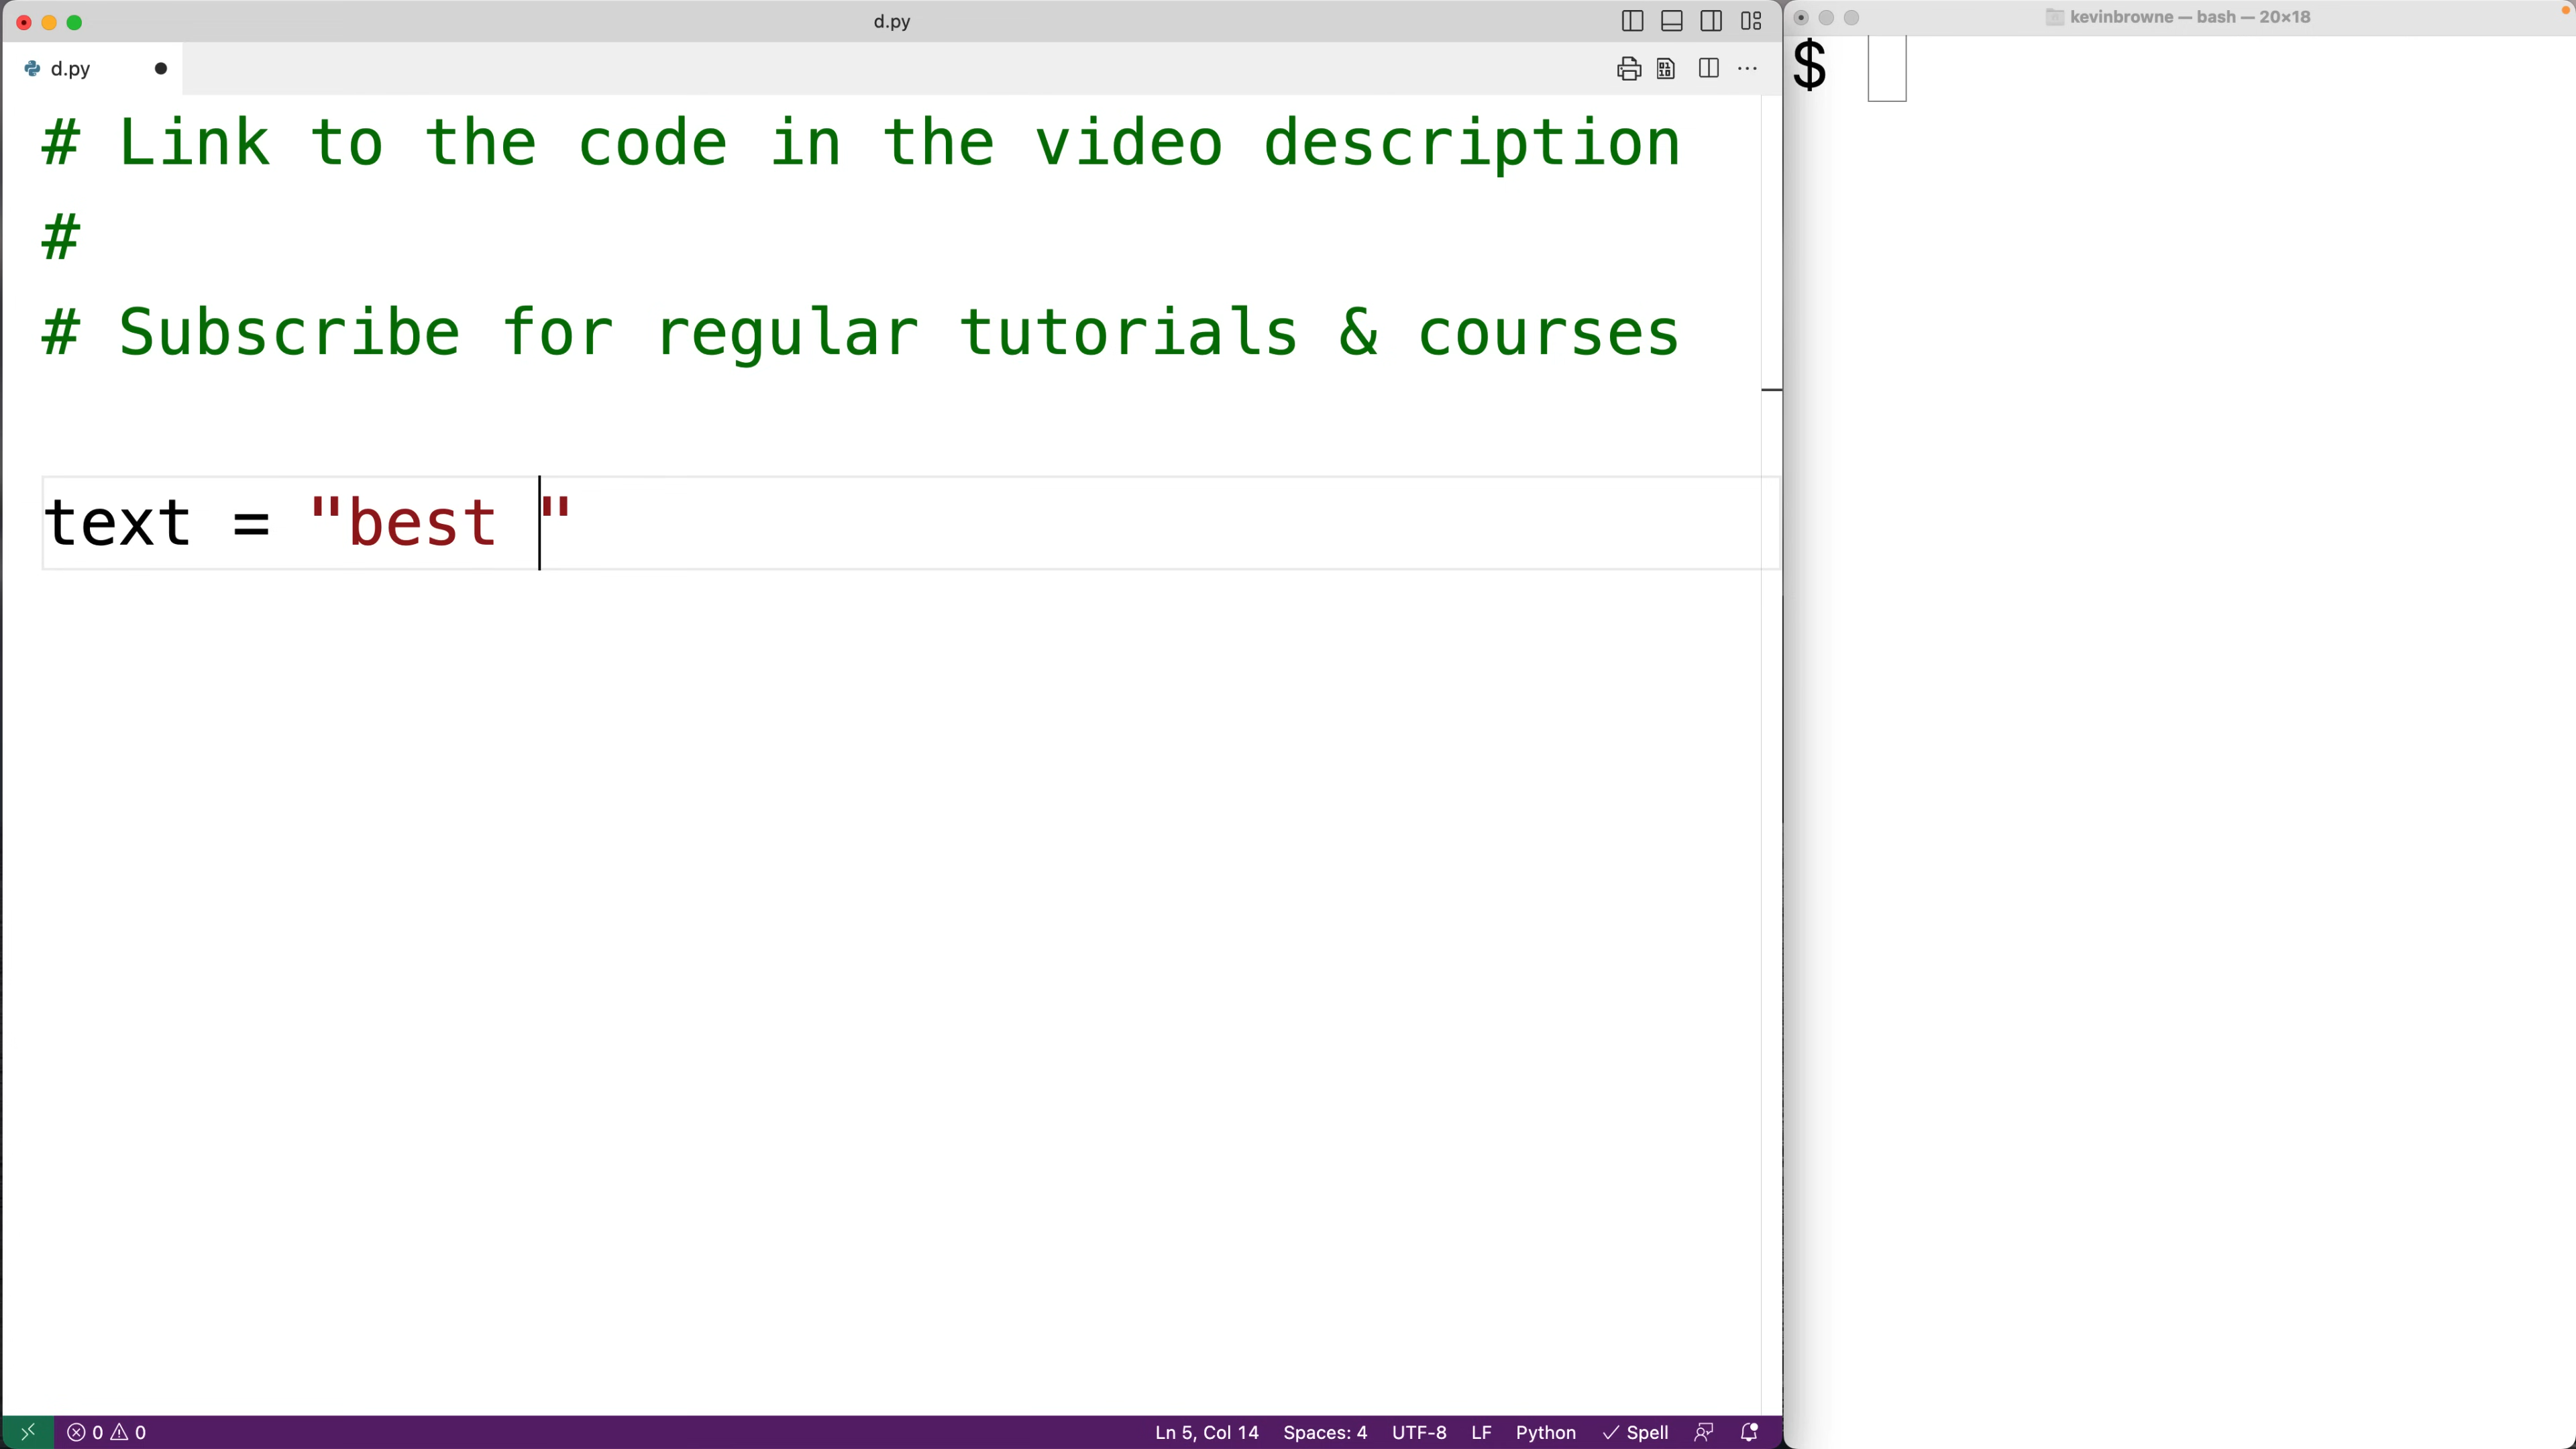 d.py
kevinbrowne — bash — 20×18
d.py
$
# Link to the code in the video description
#
# Subscribe for regular tutorials & courses
text = "best "
0 0 Ln 5, Col 14 Spaces: 4 UTF-8 LF Python Spell